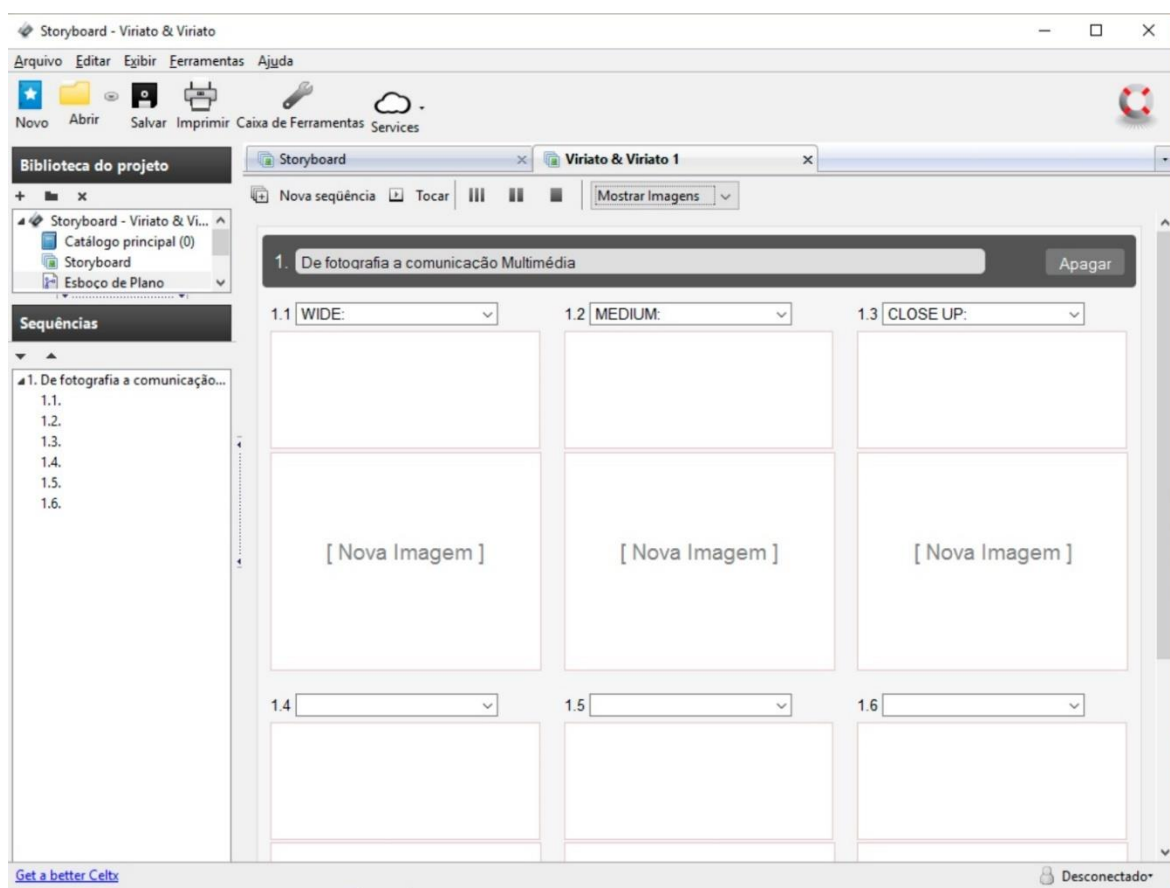 Storyboard - Viriato & Viriato
Arquivo Editar Exibir Ferramentas Ajuda
Novo Abrir Salvar Imprimir Caixa de Ferramentas Services
Biblioteca do projeto
Storyboard - Viriato & Vi...
Catálogo principal (0)
Storyboard
Esboço de Plano
Sequências
1. De fotografia a comunicação...
1.1.
1.2.
1.3.
1.4.
1.5.
1.6.
Storyboard
Viriato & Viriato 1
Nova seqüência Tocar Mostrar Imagens
1. De fotografia a comunicação Multimédia Apagar
1.1 WIDE: 1.2 MEDIUM: 1.3 CLOSE UP:
[ Nova Imagem ] [ Nova Imagem ] [ Nova Imagem ]
1.4 1.5 1.6
Get a better Celtx
Desconectado